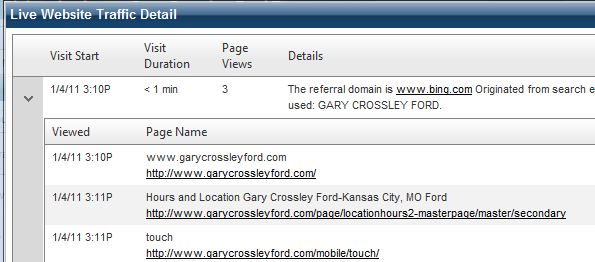 Live Website Traffic Detail
Visit Start Visit Duration Page Views Details
1/4/11 3:10P < 1 min 3 The referral domain is www.bing.com Originated from search e
used: GARY CROSSLEY FORD.
Viewed Page Name
1/4/11 3:10P www.garycrossleyford.com
http://www.garycrossleyford.com/
1/4/11 3:11P Hours and Location Gary Crossley Ford-Kansas City, MO Ford
http://www.garycrossleyford.com/page/locationhours2-masterpage/master/secondary
1/4/11 3:11P touch
http://www.garycrossleyford.com/mobile/touch/